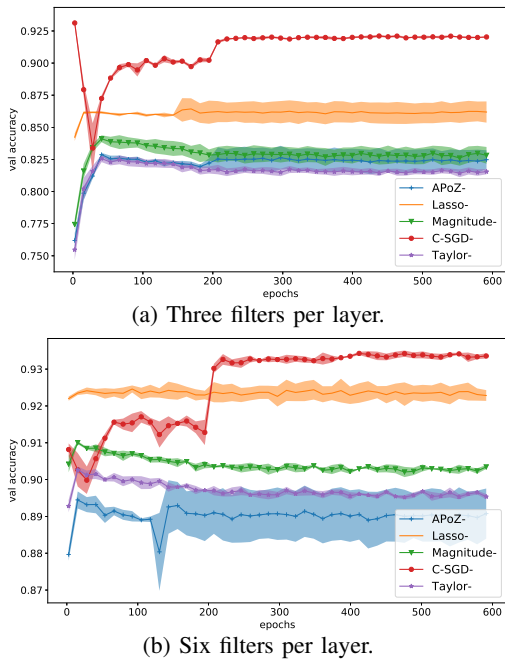 0.925
0.900
0.875
0.850
0.825
0.800
0.775
0.750
val accuracy
APoZ-
Lasso-
Magnitude-
C-SGD-
Taylor-
0 100 200 300 400 500 600
epochs
(a) Three filters per layer.
0.93
0.92
0.91
0.90
0.89
0.88
0.87
val accuracy
APoZ-
Lasso-
Magnitude-
C-SGD-
Taylor-
0 100 200 300 400 500 600
epochs
(b) Six filters per layer.